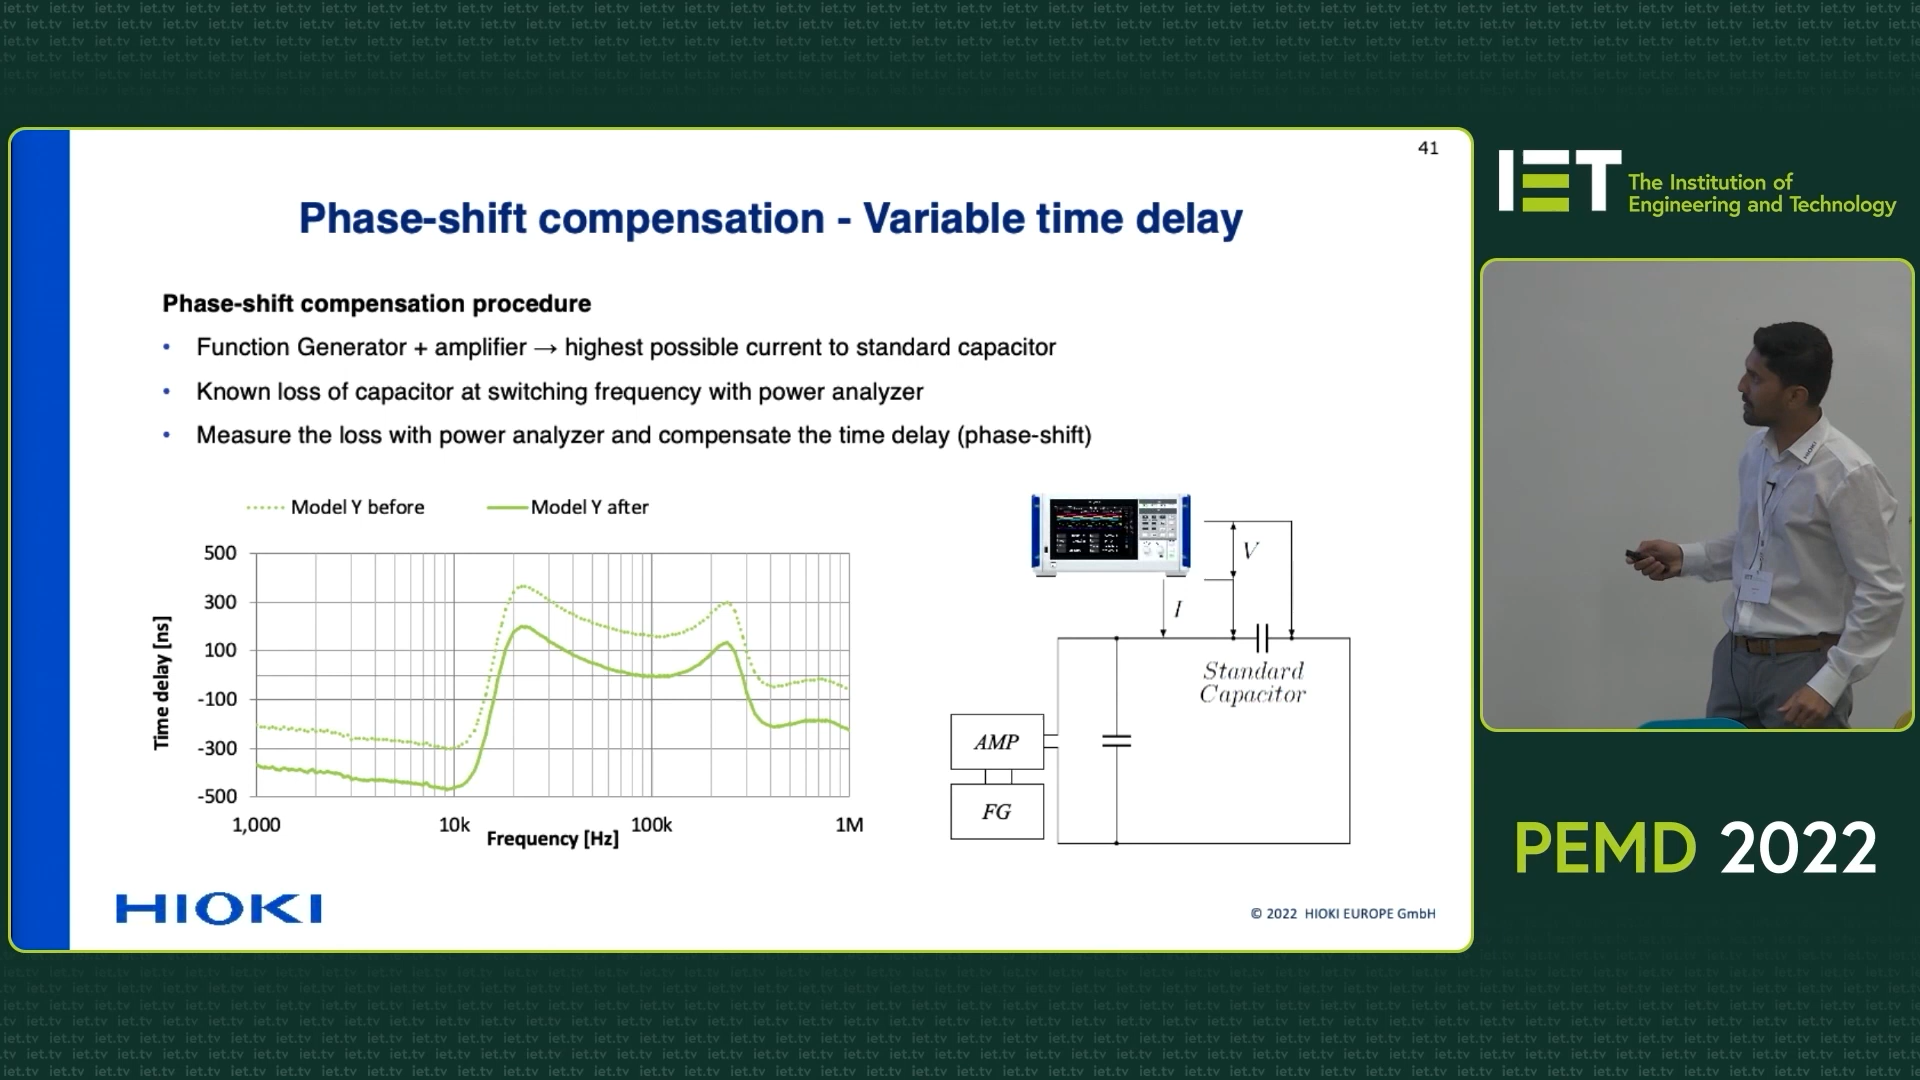 41
IET The Institution of
Engineering and Technology
Phase-shift compensation - Variable time delay
Phase-shift compensation procedure
• Function Generator + amplifier → highest possible current to standard capacitor
• Known loss of capacitor at switching frequency with power analyzer
• Measure the loss with power analyzer and compensate the time delay (phase-shift)
Model Y before Model Y after
500
300
100
-100
-300
-500
Time delay [ns]
1,000 10k 100k 1M
Frequency [Hz]
V
I
Standard
Capacitor
AMP
FG
HIOKI
© 2022 HIOKI EUROPE GmbH
HIOKI
PEMD 2022
iet.tv